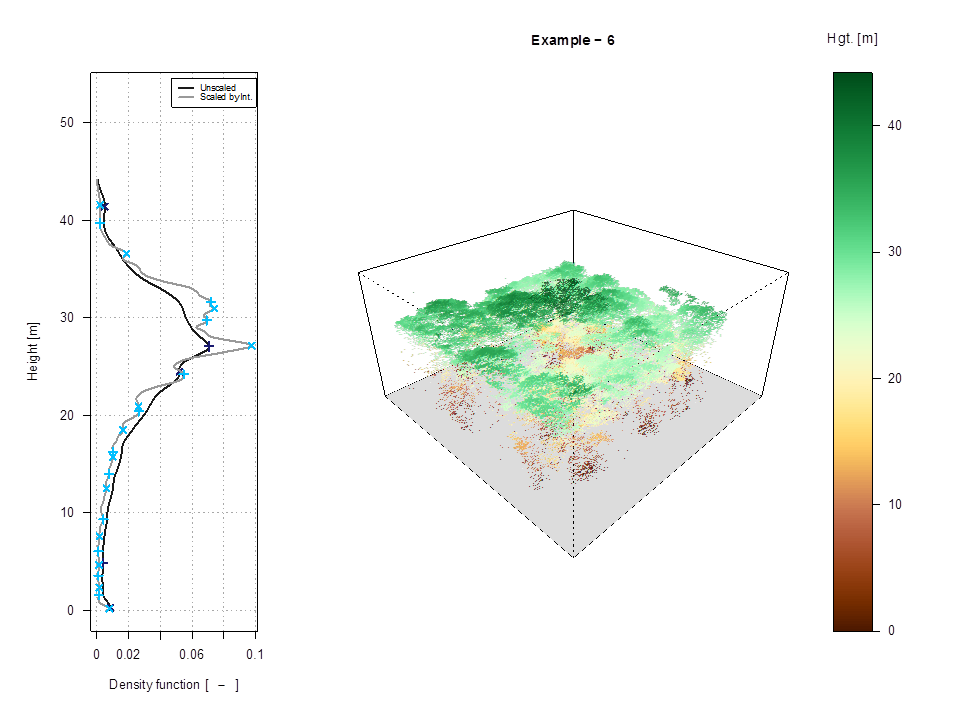 Example − 6
Hgt. [m]
Unscaled
Scaled byInt.
50
40
30
20
10
0
Height [m]
0 0.02 0.06 0.1
Density function [ − ]
40
30
20
10
0